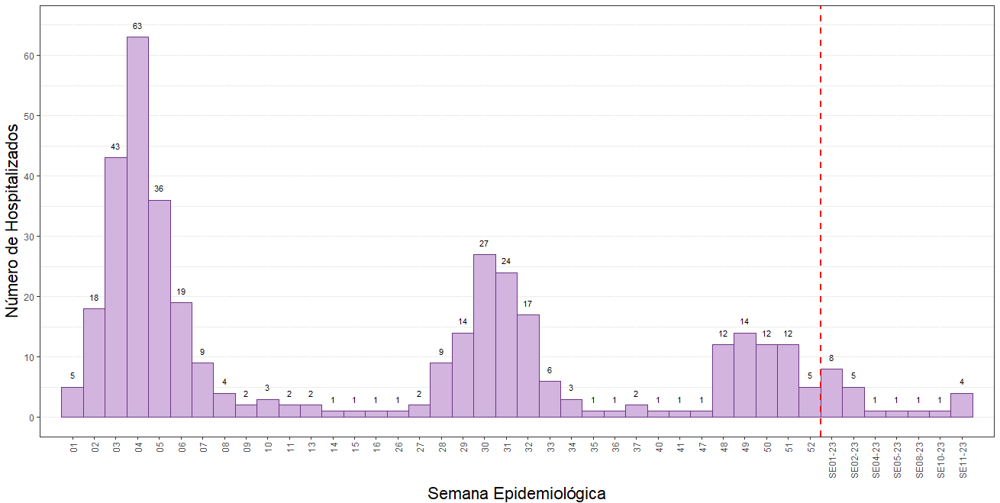 Número de Hospitalizados
60
50
40
30
20
10
0
5 18 43 63 36 19 9 4 2 3 2 2 1 1 1 1 2 9 14 27 24 17 6 3 1 1 2 1 1 1 12 14 12 12 5 8 5 1 1 1 1 4
01 02 03 04 05 06 07 08 09 10 11 13 14 15 16 26 27 28 29 30 31 32 33 34 35 36 37 40 41 47 48 49 50 51 52 SE01-23 SE02-23 SE04-23 SE05-23 SE08-23 SE10-23 SE11-23
Semana Epidemiológica